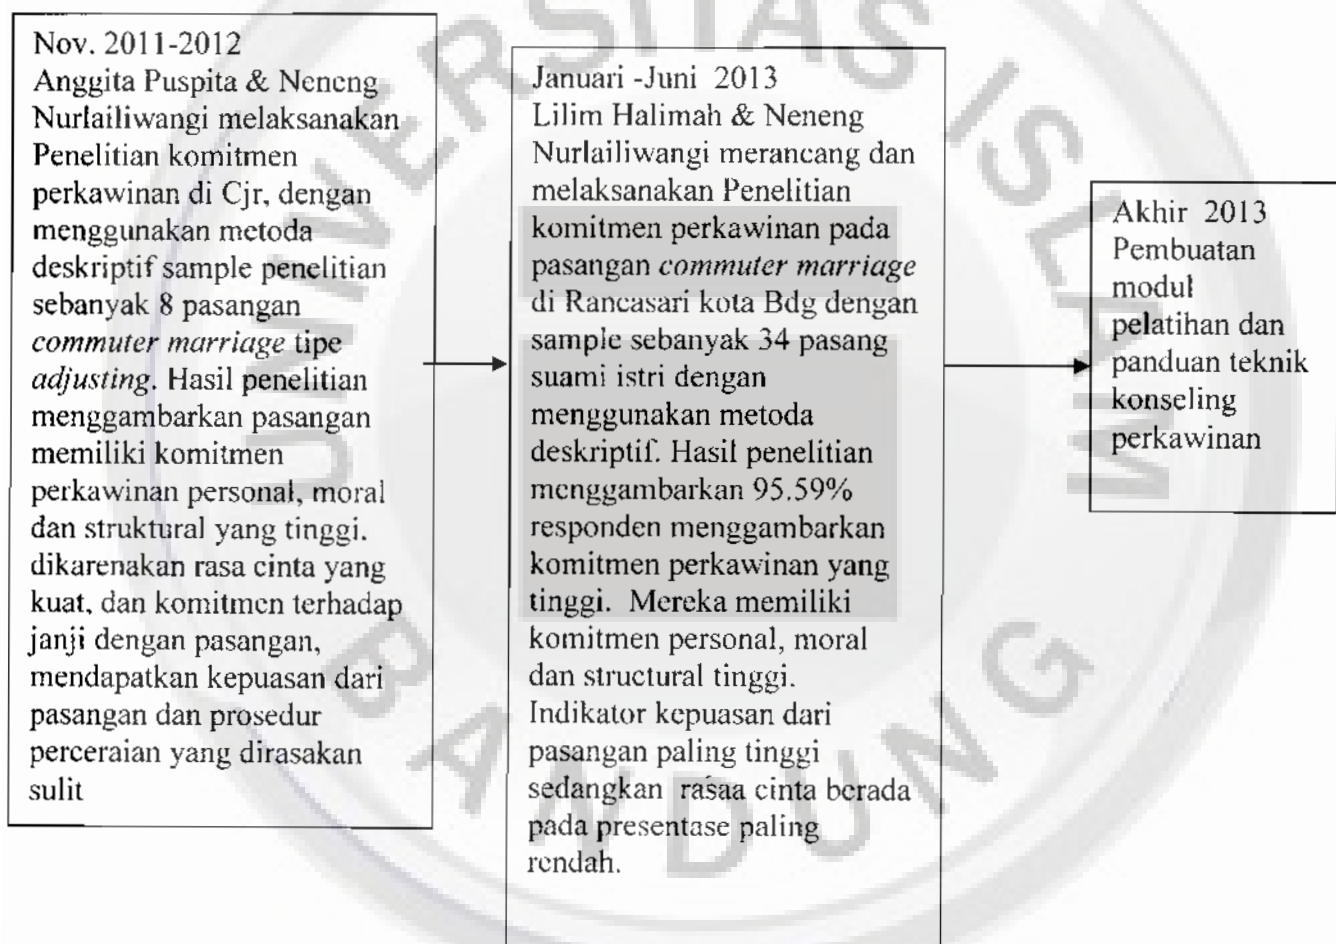 Nov. 2011-2012
Anggita Puspita & Neneng
Nurlailiwangi melaksanakan
Penelitian komitmen
perkawinan di Cjr, dengan
menggunakan metoda
deskriptif sample penelitian
sebanyak 8 pasangan
commuter marriage tipe
adjusting. Hasil penelitian
menggambarkan pasangan
memiliki komitmen
perkawinan personal, moral
dan struktural yang tinggi.
dikarenakan rasa cinta yang
kuat, dan komitmen terhadap
janji dengan pasangan,
mendapatkan kepuasan dari
pasangan dan prosedur
perceraian yang dirasakan
sulit
Januari -Juni 2013
Lilim Halimah & Neneng
Nurlailiwangi merancang dan
melaksanakan Penelitian
komitmen perkawinan pada
pasangan commuter marriage
di Rancasari kota Bdg dengan
sample sebanyak 34 pasang
suami istri dengan
menggunakan metoda
deskriptif. Hasil penelitian
menggambarkan 95.59%
responden menggambarkan
komitmen perkawinan yang
tinggi. Mereka memiliki
komitmen personal, moral
dan structural tinggi.
Indikator kepuasan dari
pasangan paling tinggi
sedangkan rasaa cinta berada
pada presentase paling
rendah.
Akhir 2013
Pembuatan
modul
pelatihan dan
panduan teknik
konseling
perkawinan
UNIVERSITAS ISLAM
BANDUNG